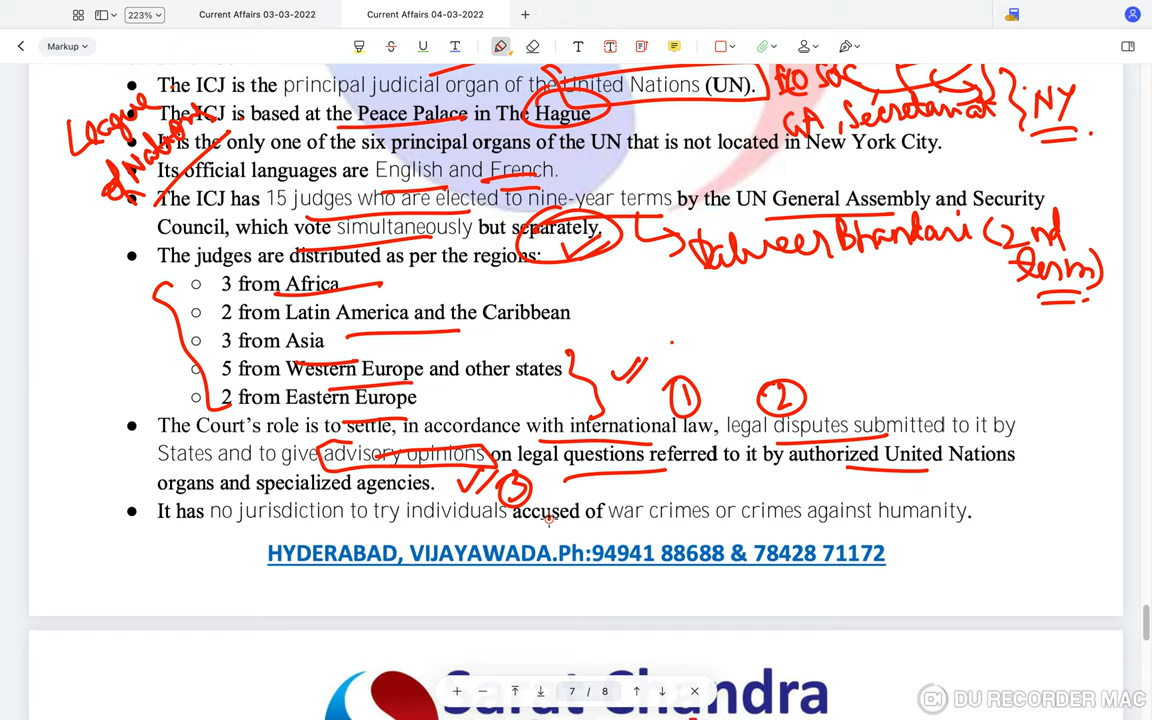 223%
Current Affairs 03-03-2022
Current Affairs 04-03-2022
Markup
The ICJ is the principal judicial organ of the United Nations (UN).
The ICJ is based at the Peace Palace in The Hague
It is the only one of the six principal organs of the UN that is not located in New York City.
Its official languages are English and French.
The ICJ has 15 judges who are elected to nine-year terms by the UN General Assembly and Security
Council, which vote simultaneously but separately.
The judges are distributed as per the regions:
3 from Africa
2 from Latin America and the Caribbean
3 from Asia
5 from Western Europe and other states
2 from Eastern Europe
The Court's role is to settle, in accordance with international law, legal disputes submitted to it by
States and to give advisory opinions on legal questions referred to it by authorized United Nations
organs and specialized agencies.
It has no jurisdiction to try individuals accused of war crimes or crimes against humanity.
HYDERABAD, VIJAYAWADA.Ph:94941 88688 & 78428 71172
League
of Nations
GA, Secretariat
NY
Dalveer Bhandari (2nd
term)
1
2
3
Sarat Chandra
7 / 8
DU RECORDER MAC